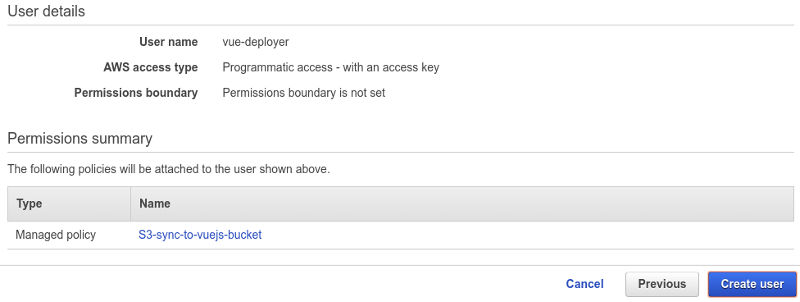 User details
User name vue-deployer
AWS access type Programmatic access - with an access key
Permissions boundary Permissions boundary is not set
Permissions summary
The following policies will be attached to the user shown above.
Type Name
Managed policy S3-sync-to-vuejs-bucket
Cancel Previous Create user